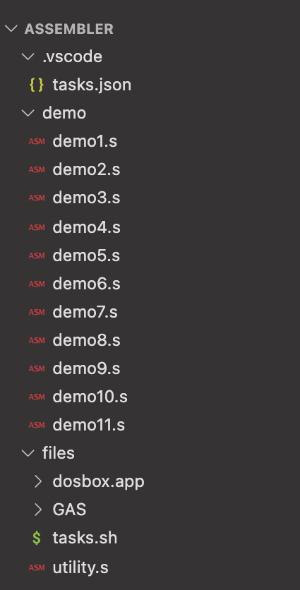 ASSEMBLER
.vscode
{} tasks.json
demo
ASM demo1.s
ASM demo2.s
ASM demo3.s
ASM demo4.s
ASM demo5.s
ASM demo6.s
ASM demo7.s
ASM demo8.s
ASM demo9.s
ASM demo10.s
ASM demo11.s
files
dosbox.app
GAS
$ tasks.sh
ASM utility.s